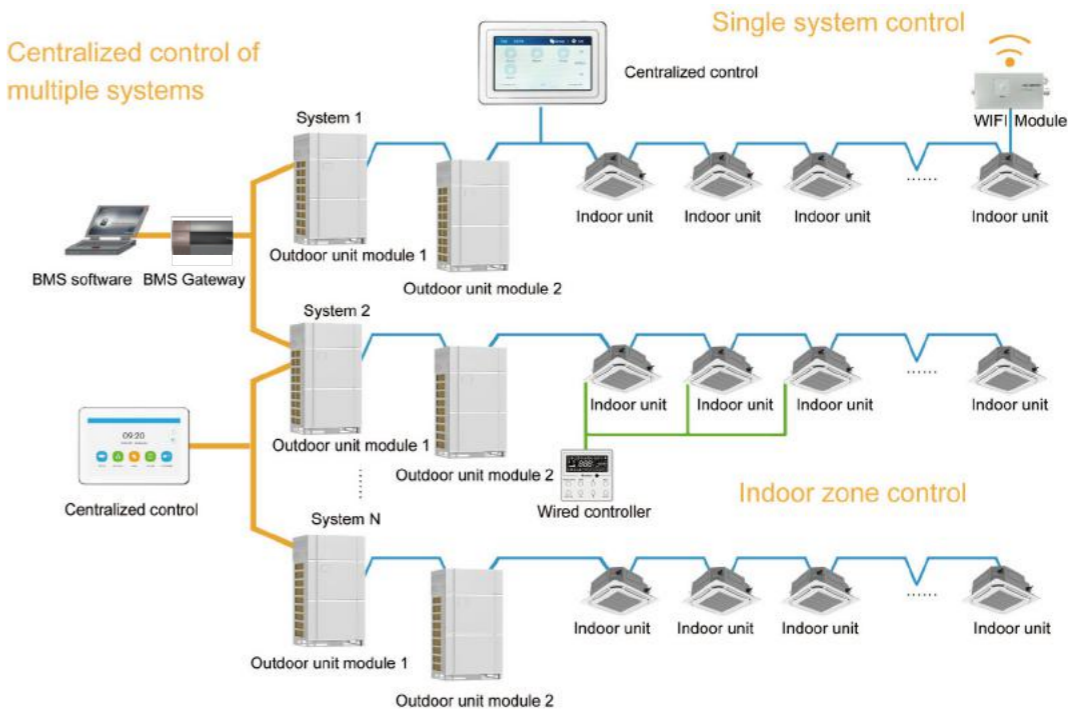 Single system control
Centralized control of
multiple systems
Centralized control
WIFI Module
System 1
Indoor unit
Indoor unit
Indoor unit
......
Indoor unit
BMS software
BMS Gateway
Outdoor unit module 1
Outdoor unit module 2
System 2
Indoor unit
Indoor unit
Indoor unit
......
Indoor unit
09:20
Outdoor unit module 1
Outdoor unit module 2
Centralized control
Wired controller
Indoor zone control
System N
Indoor unit
Indoor unit
Indoor unit
......
Indoor unit
Outdoor unit module 1
Outdoor unit module 2